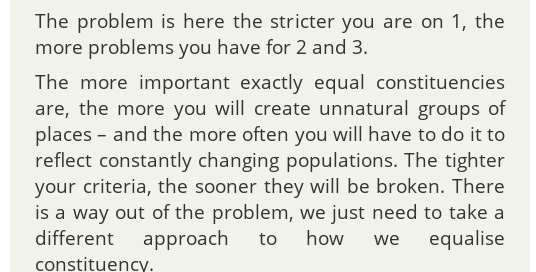 The problem is here the stricter you are on 1, the
more problems you have for 2 and 3.
The more important exactly equal constituencies
are, the more you will create unnatural groups of
places – and the more often you will have to do it to
reflect constantly changing populations. The tighter
your criteria, the sooner they will be broken. There
is a way out of the problem, we just need to take a
different approach to how we equalise
constituency.